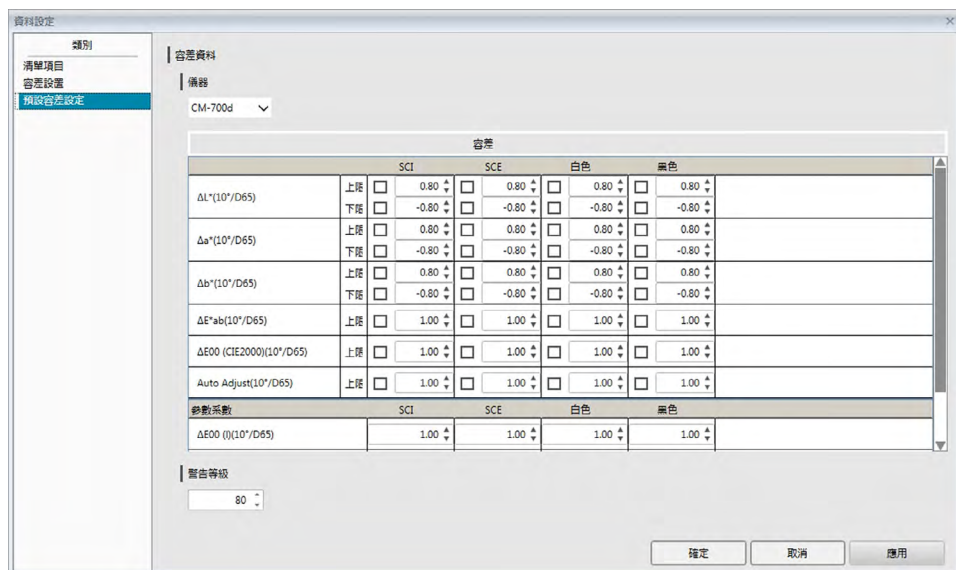 資料設定
類別
清單項目
容差設置
預設容差設定
容差資料
儀器
CM-700d
容差
SCI SCE 白色 黑色
ΔL*(10°/D65) 上限 0.80 0.80 0.80 0.80
下限 -0.80 -0.80 -0.80 -0.80
Δa*(10°/D65) 上限 0.80 0.80 0.80 0.80
下限 -0.80 -0.80 -0.80 -0.80
Δb*(10°/D65) 上限 0.80 0.80 0.80 0.80
下限 -0.80 -0.80 -0.80 -0.80
ΔE*ab(10°/D65) 上限 1.00 1.00 1.00 1.00
ΔE00 (CIE2000)(10°/D65) 上限 1.00 1.00 1.00 1.00
Auto Adjust(10°/D65) 上限 1.00 1.00 1.00 1.00
參數系數 SCI SCE 白色 黑色
ΔE00 (l)(10°/D65) 1.00 1.00 1.00 1.00
警告等級
80
確定 取消 應用